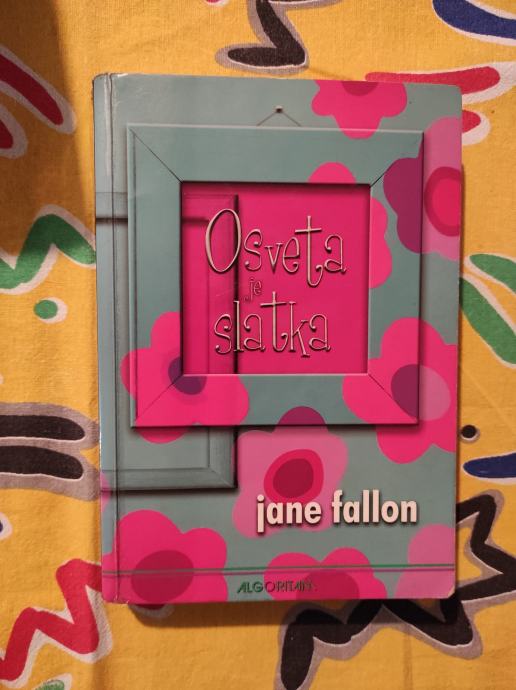 Osveta
je
slatka
jane fallon
ALGORITAM